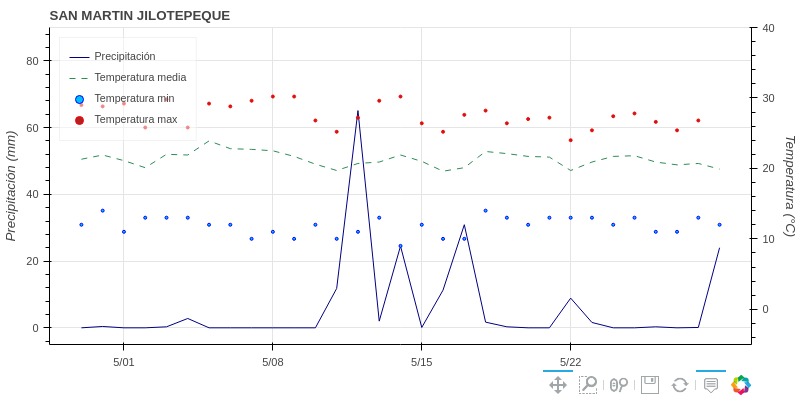 SAN MARTIN JILOTEPEQUE
Precipitación
Temperatura media
Temperatura min
Temperatura max
Precipitación (mm)
80
60
40
20
0
Temperatura (°C)
40
30
20
10
0
5/01
5/08
5/15
5/22